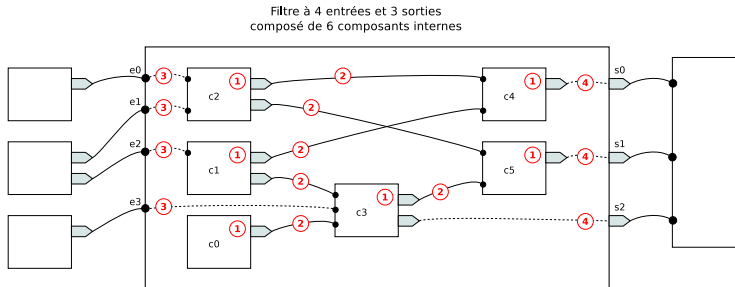 Filtre à 4 entrées et 3 sorties
composé de 6 composants internes
e0 3 1 2 1 4 s0
c2 c4
e1 3 2
e2 3 1 2 1 4 s1
c1 2 c5
e3 3 1 2
c3
1 2 4 s2
c0